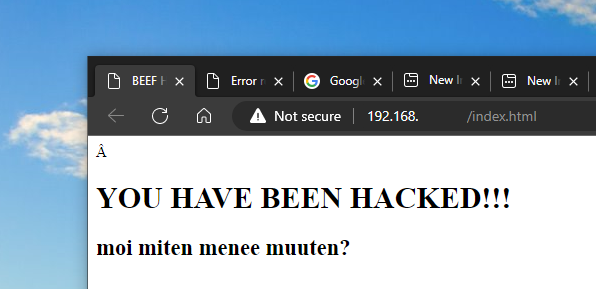 BEEF H
Error r
Googl
New I
New I
Not secure 192.168. /index.html
Â
YOU HAVE BEEN HACKED!!!
moi miten menee muuten?